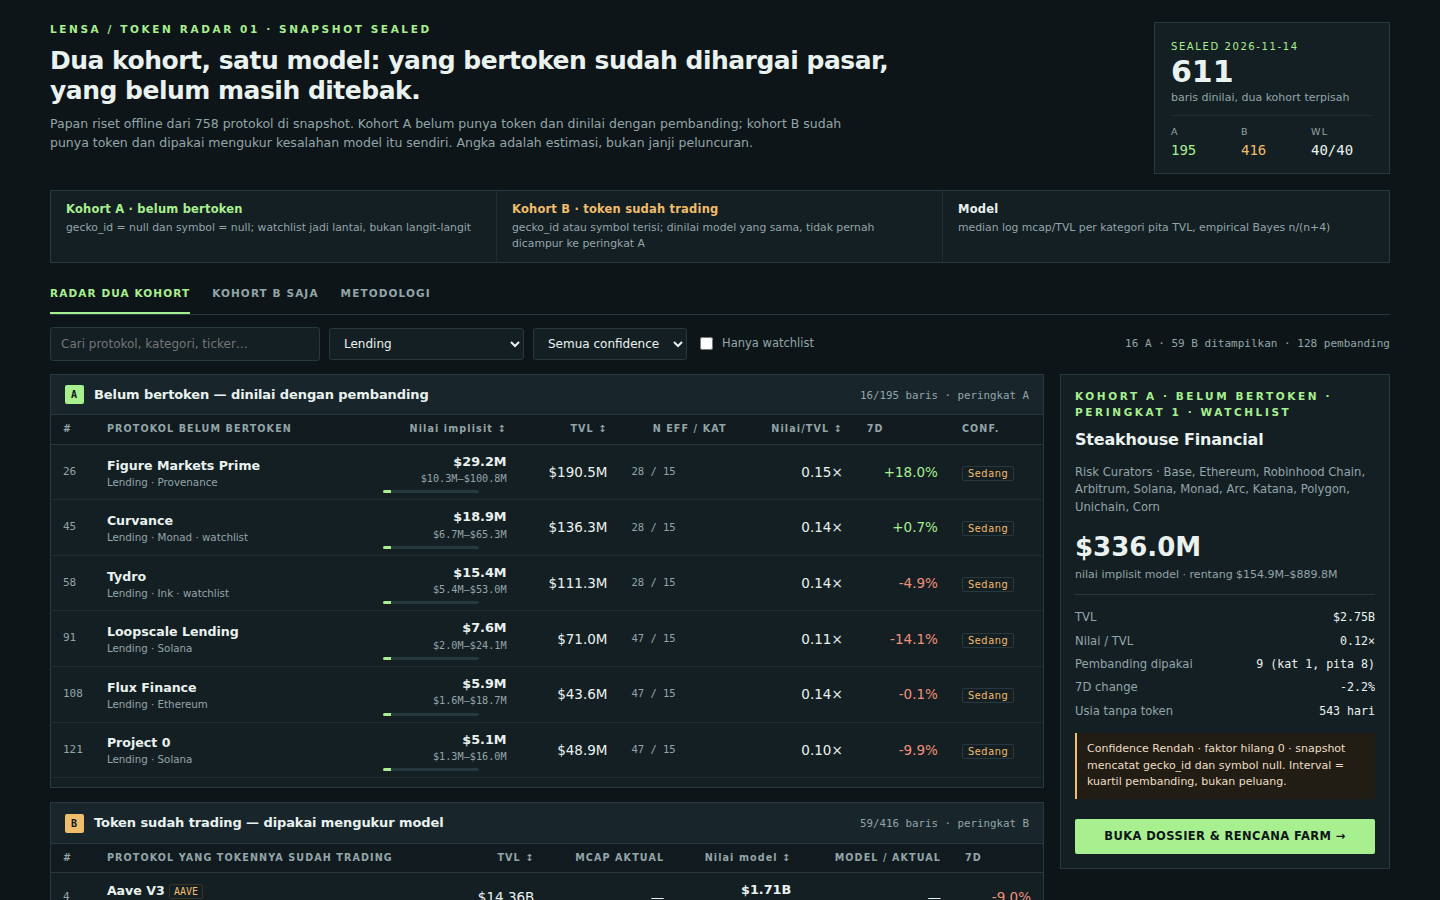 LENSA / TOKEN RADAR 01 · SNAPSHOT SEALED
Dua kohort, satu model: yang bertoken sudah dihargai pasar,
yang belum masih ditebak.
Papan riset offline dari 758 protokol di snapshot. Kohort A belum punya token dan dinilai dengan pembanding; kohort B sudah
punya token dan dipakai mengukur kesalahan model itu sendiri. Angka adalah estimasi, bukan janji peluncuran.
SEALED 2026-11-14
611
baris dinilai, dua kohort terpisah
A B WL
195 416 40/40
Kohort A · belum bertoken
gecko_id = null dan symbol = null; watchlist jadi lantai, bukan langit-langit
Kohort B · token sudah trading
gecko_id atau symbol terisi; dinilai model yang sama, tidak pernah
dicampur ke peringkat A
Model
median log mcap/TVL per kategori pita TVL, empirical Bayes n/(n+4)
RADAR DUA KOHORT KOHORT B SAJA METODOLOGI
Cari protokol, kategori, ticker... Lending Semua confidence Hanya watchlist 16 A · 59 B ditampilkan · 128 pembanding
A Belum bertoken — dinilai dengan pembanding 16/195 baris · peringkat A
# PROTOKOL BELUM BERTOKEN Nilai implisit ↕ TVL ↕ N EFF / KAT Nilai/TVL ↕ 7D CONF.
26 Figure Markets Prime $29.2M $190.5M 28 / 15 0.15× +18.0% Sedang
Lending · Provenance $10.3M–$100.8M
45 Curvance $18.9M $136.3M 28 / 15 0.14× +0.7% Sedang
Lending · Monad · watchlist $6.7M–$65.3M
58 Tydro $15.4M $111.3M 28 / 15 0.14× -4.9% Sedang
Lending · Ink · watchlist $5.4M–$53.0M
91 Loopscale Lending $7.6M $71.0M 47 / 15 0.11× -14.1% Sedang
Lending · Solana $2.0M–$24.1M
108 Flux Finance $5.9M $43.6M 47 / 15 0.14× -0.1% Sedang
Lending · Ethereum $1.6M–$18.7M
121 Project 0 $5.1M $48.9M 47 / 15 0.10× -9.9% Sedang
Lending · Solana $1.3M–$16.0M
B Token sudah trading — dipakai mengukur model 59/416 baris · peringkat B
# PROTOKOL YANG TOKENNYA SUDAH TRADING TVL ↕ MCAP AKTUAL Nilai model ↕ MODEL / AKTUAL 7D
4 Aave V3 AAVE $14.36B — $1.71B — -9.0%
KOHORT A · BELUM BERTOKEN ·
PERINGKAT 1 · WATCHLIST
Steakhouse Financial
Risk Curators · Base, Ethereum, Robinhood Chain,
Arbitrum, Solana, Monad, Arc, Katana, Polygon,
Unichain, Corn
$336.0M
nilai implisit model · rentang $154.9M–$889.8M
TVL $2.75B
Nilai / TVL 0.12×
Pembanding dipakai 9 (kat 1, pita 8)
7D change -2.2%
Usia tanpa token 543 hari
Confidence Rendah · faktor hilang 0 · snapshot
mencatat gecko_id dan symbol null. Interval =
kuartil pembanding, bukan peluang.
BUKA DOSSIER & RENCANA FARM →